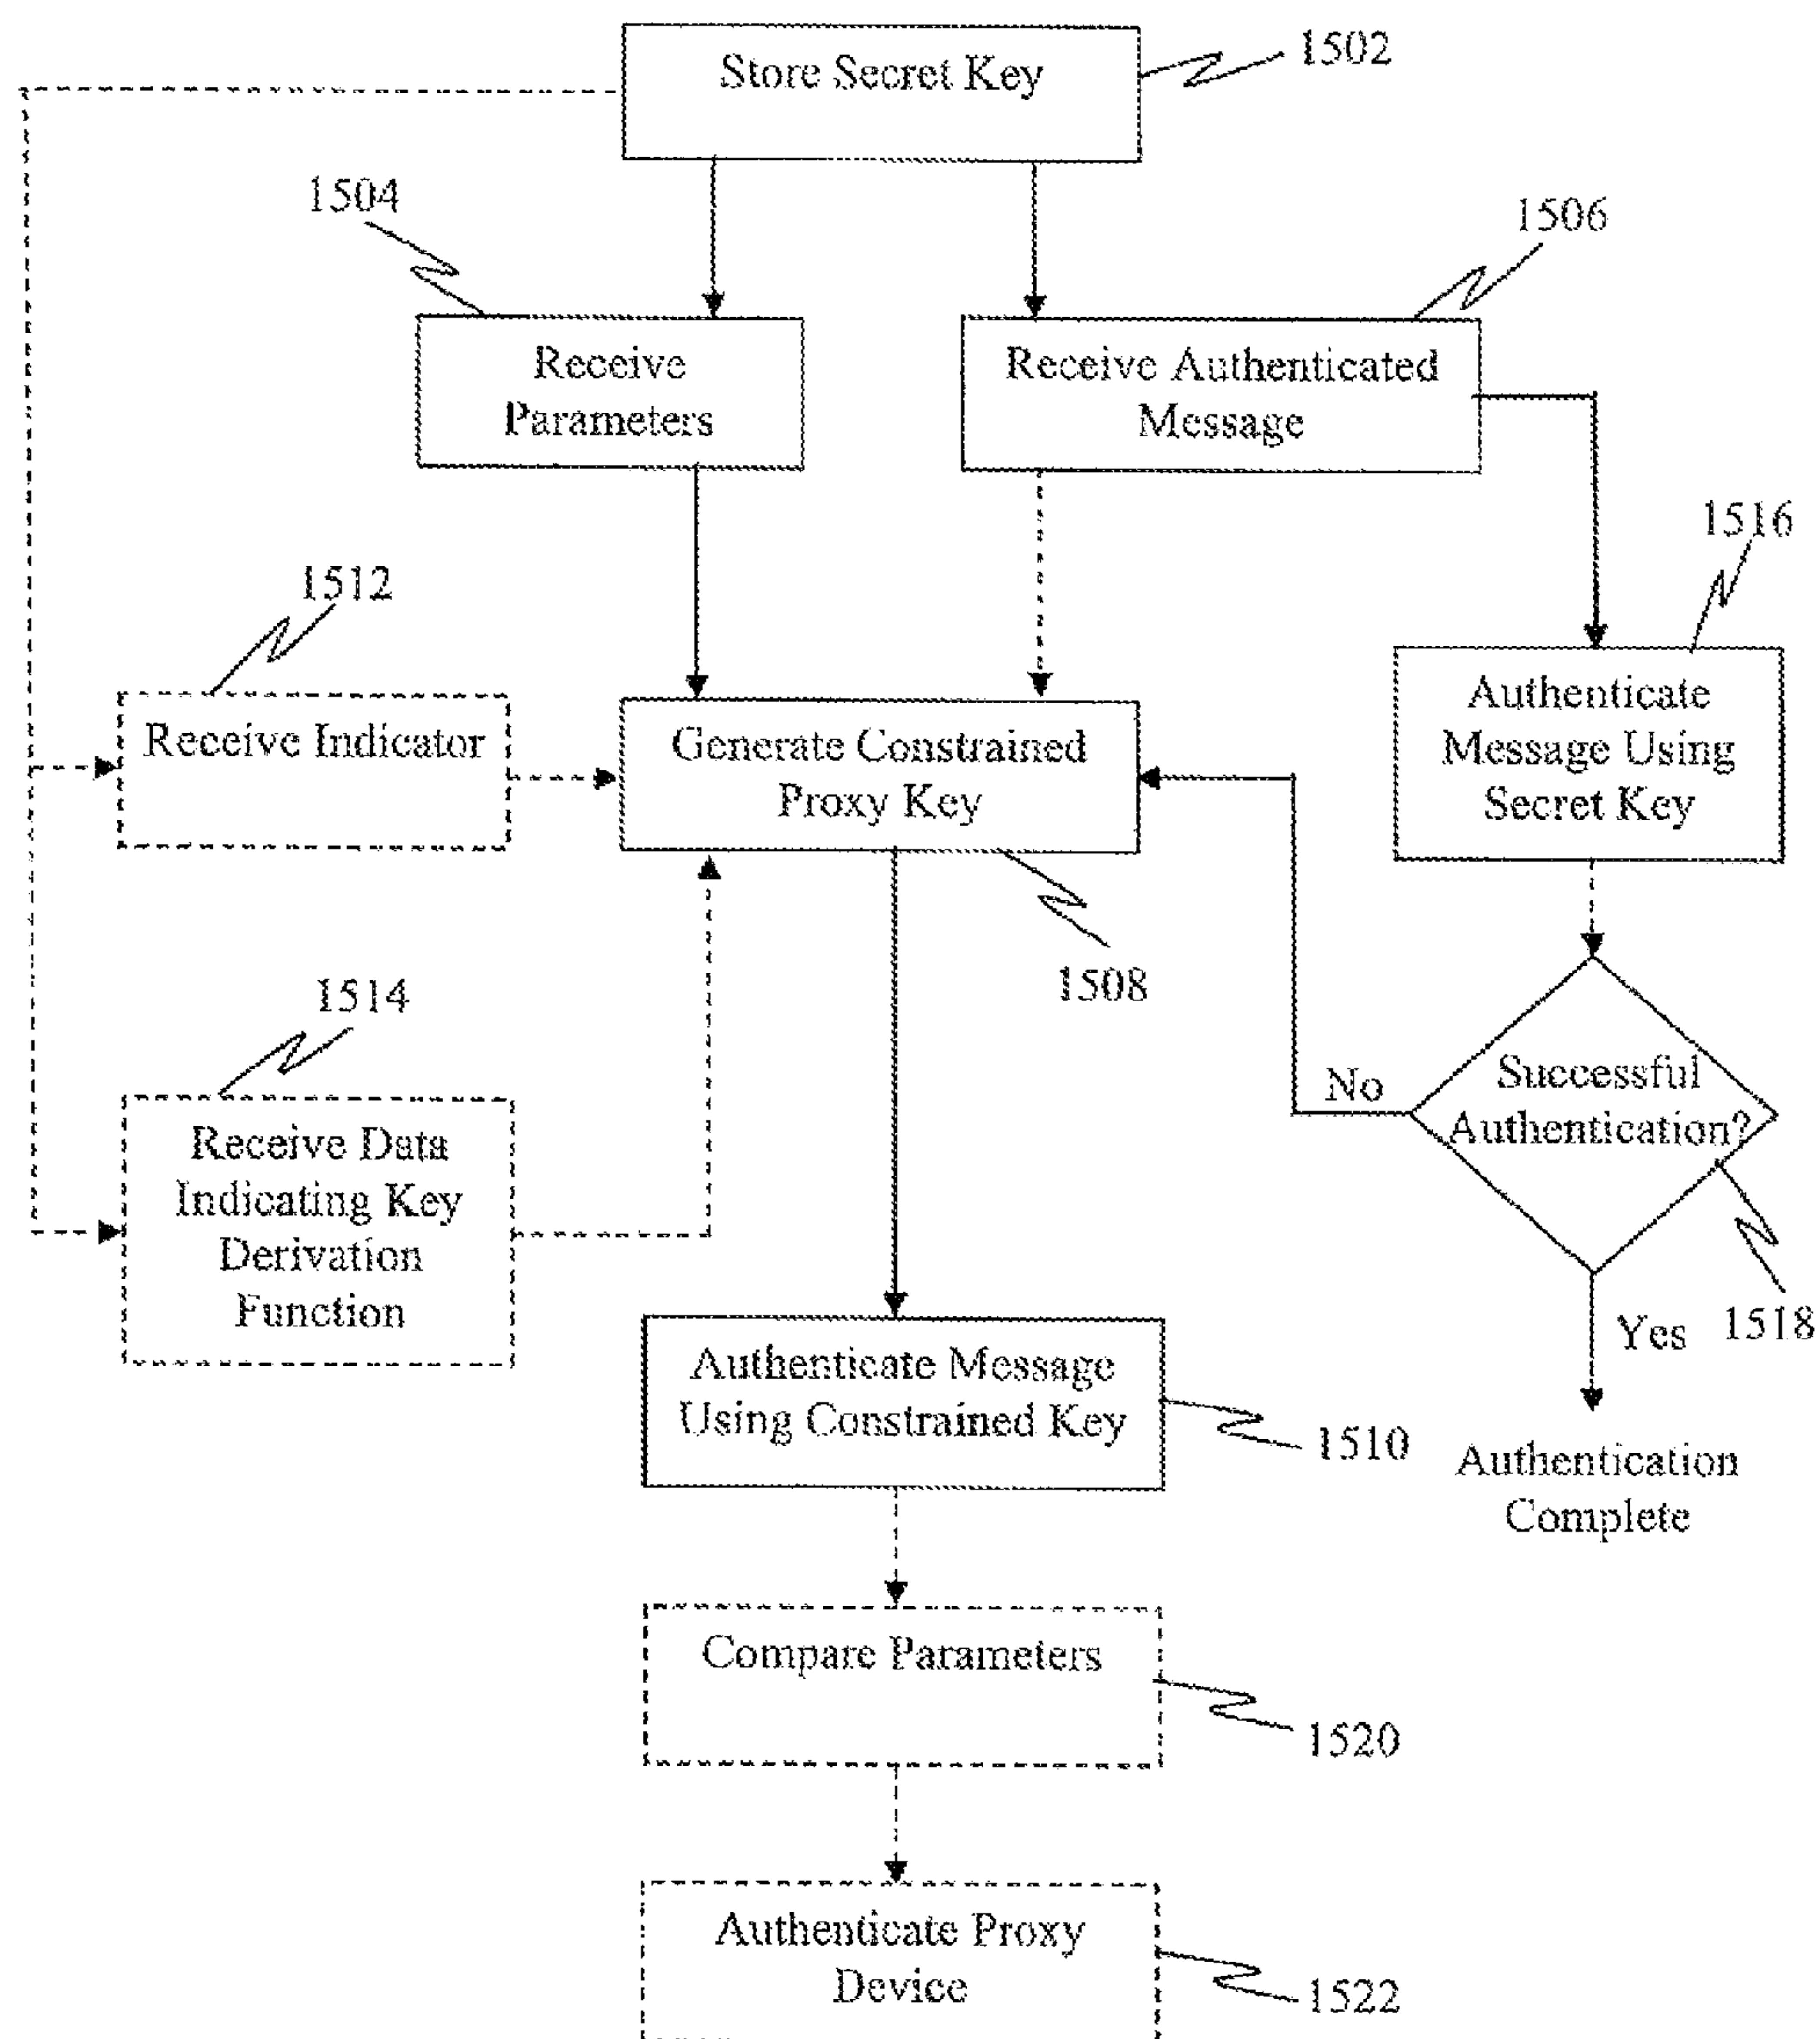 Store Secret Key
1502
1504
1506
Receive
Parameters
Receive Authenticated
Message
1516
1512
Receive Indicator
Generate Constrained
Proxy Key
Authenticate
Message Using
Secret Key
1508
1514
Receive Data
Indicating Key
Derivation
Function
No
Successful
Authentication?
Yes
1518
Authenticate Message
Using Constrained Key
1510
Authentication
Complete
Compare Parameters
1520
Authenticate Proxy
Device
1522